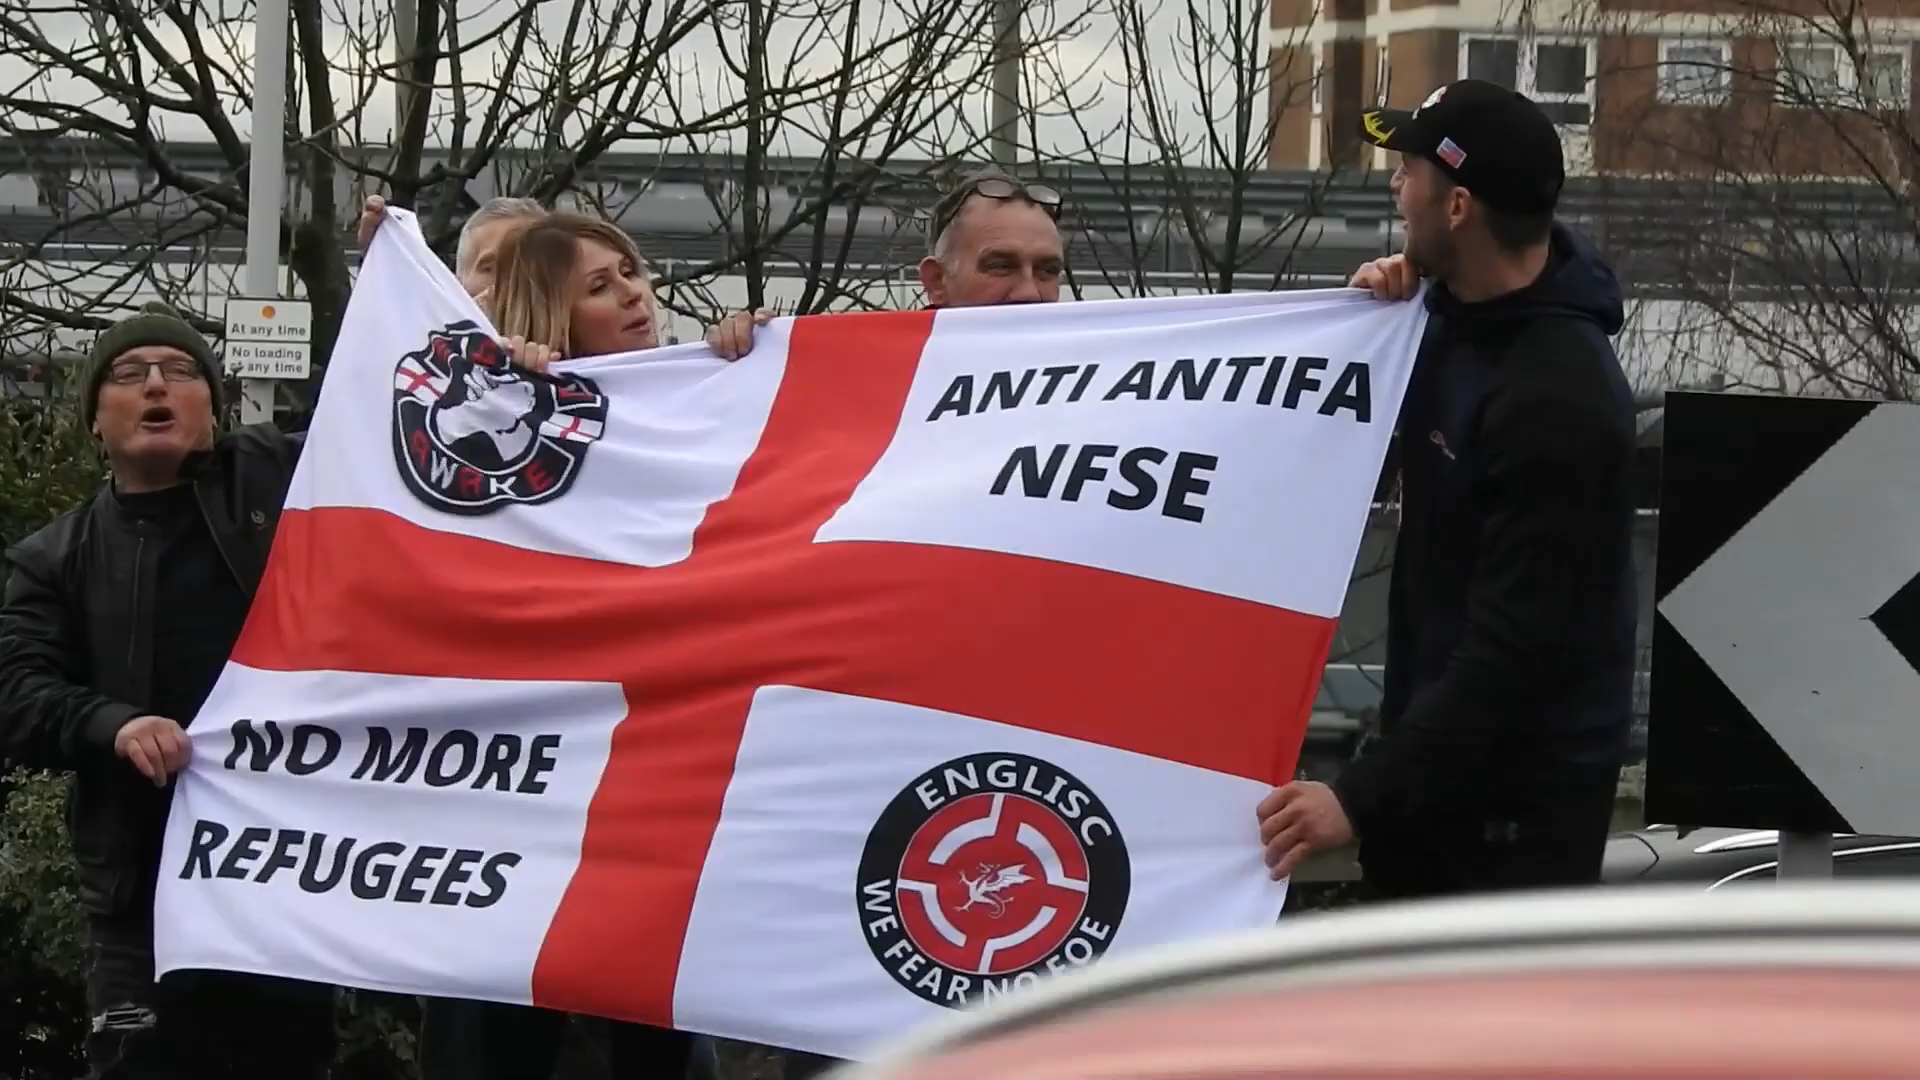 At any time
No loading
at any time
AWAKE
ANTI ANTIFA
NFSE
NO MORE
REFUGEES
ENGLISC
WE FEAR NO FOE